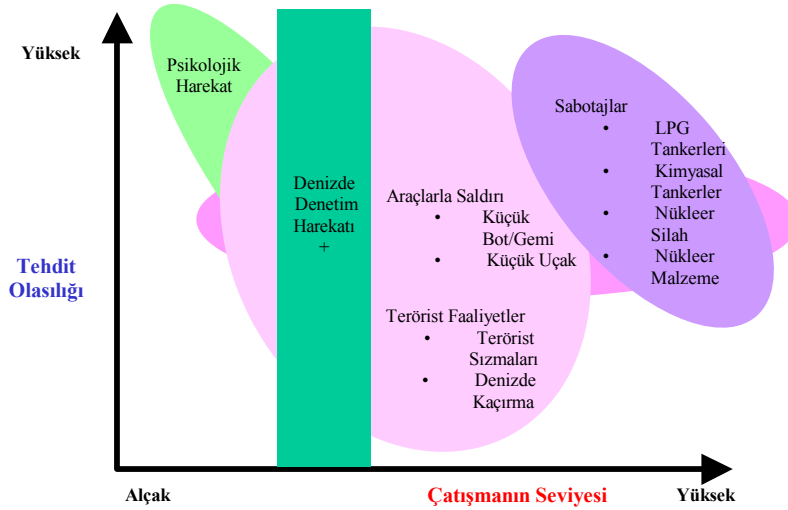 Yüksek
Psikolojik
Harekat
Sabotajlar
• LPG
Tankerleri
• Kimyasal
Tankerler
• Nükleer
Silah
• Nükleer
Malzeme
Denizde
Denetim
Harekatı
+
Araçlarla Saldırı
• Küçük
Bot/Gemi
• Küçük Uçak
Tehdit
Olasılığı
Terörist Faaliyetler
• Terörist
Sızmaları
• Denizde
Kaçırma
Alçak
Çatışmanın Seviyesi
Yüksek